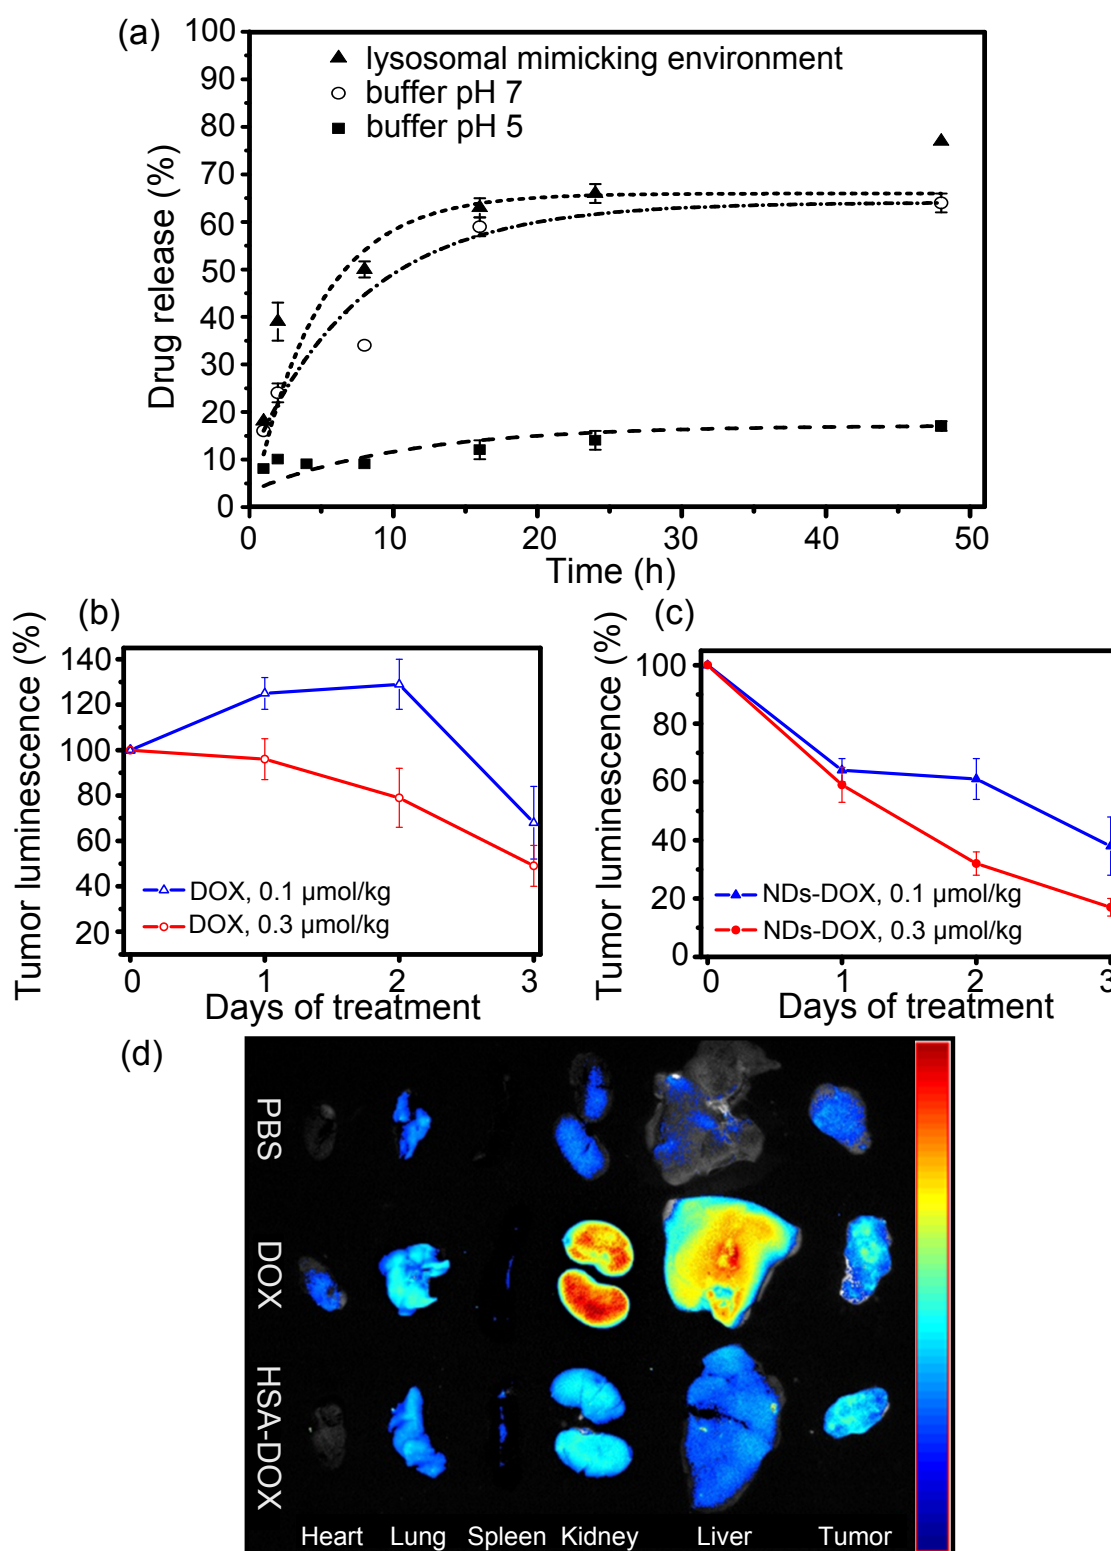 (a)
100
90
80
70
60
50
40
30
20
10
0
Drug release (%)
lysosomal mimicking environment
buffer pH 7
buffer pH 5
0 10 20 30 40 50
Time (h)
(b)
140
120
100
80
60
40
20
Tumor luminescence (%)
DOX, 0.1 μmol/kg
DOX, 0.3 μmol/kg
0 1 2 3
Days of treatment
(c)
100
80
60
40
20
0
Tumor luminescence (%)
NDs-DOX, 0.1 μmol/kg
NDs-DOX, 0.3 μmol/kg
0 1 2 3
Days of treatment
(d)
PBS
DOX
HSA-DOX
Heart Lung Spleen Kidney Liver Tumor